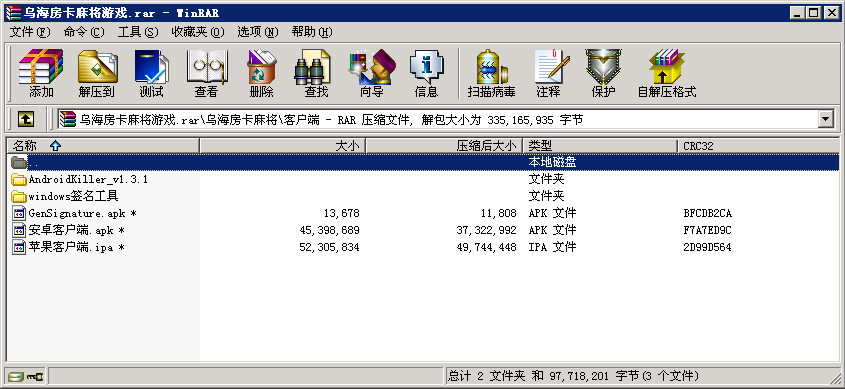 乌海房卡麻将游戏.rar - WinRAR
文件(F) 命令(C) 工具(S) 收藏夹(O) 选项(N) 帮助(H)
添加 解压到 测试 查看 删除 查找 向导 信息 扫描病毒 注释 保护 自解压格式
乌海房卡麻将游戏.rar\乌海房卡麻将\客户端 - RAR 压缩文件, 解包大小为 335,165,935 字节
名称 大小 压缩后大小 类型 CRC32
.. 本地磁盘
AndroidKiller_v1.3.1 文件夹
windows签名工具 文件夹
GenSignature.apk * 13,678 11,808 APK 文件 BFCDB2CA
安卓客户端.apk * 45,398,689 37,322,992 APK 文件 F7A7ED9C
苹果客户端.ipa * 52,305,834 49,744,448 IPA 文件 2D99D564
总计 2 文件夹 和 97,718,201 字节(3 个文件)